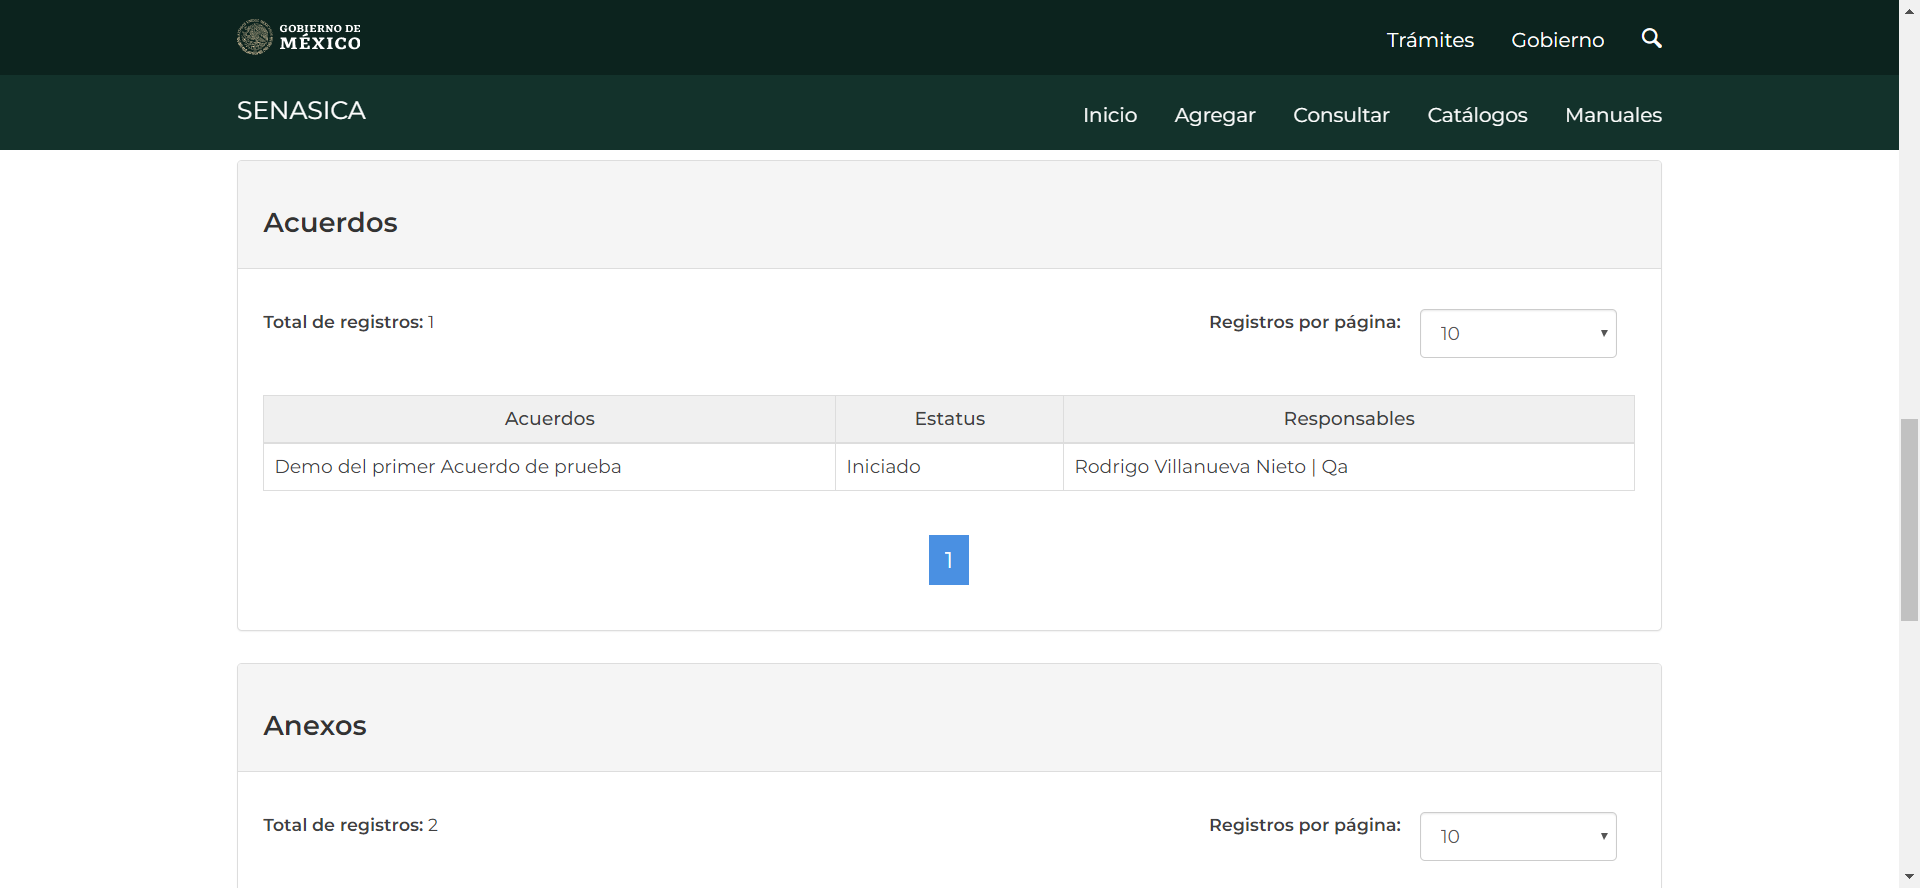 GOBIERNO DE
MÉXICO
Trámites Gobierno
SENASICA
Inicio Agregar Consultar Catálogos Manuales
Acuerdos
Total de registros: 1
Registros por página: 10
Acuerdos Estatus Responsables
Demo del primer Acuerdo de prueba Iniciado Rodrigo Villanueva Nieto | Qa
1
Anexos
Total de registros: 2
Registros por página: 10